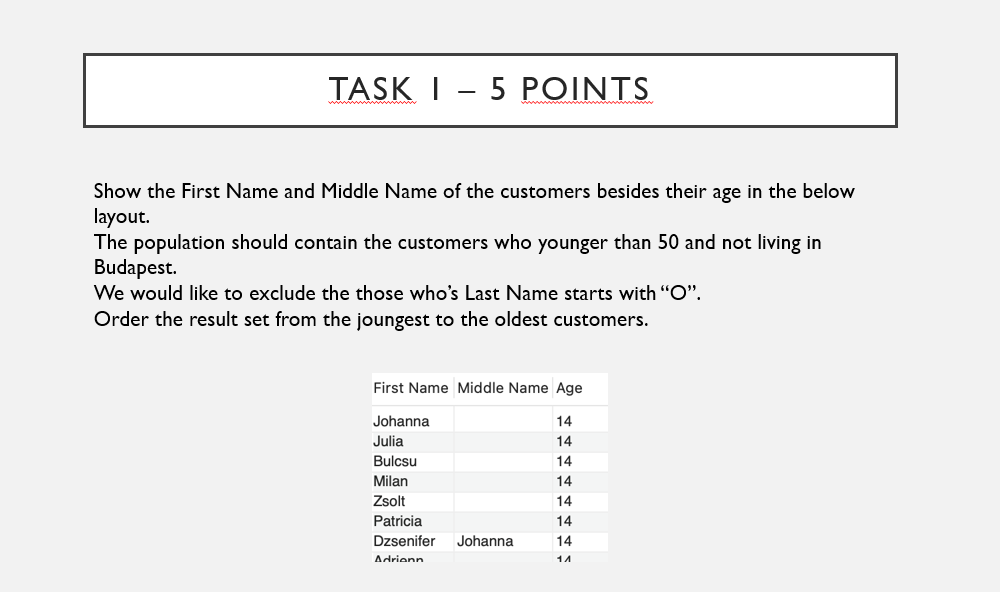 TASK 1 – 5 POINTS
Show the First Name and Middle Name of the customers besides their age in the below
layout.
The population should contain the customers who younger than 50 and not living in
Budapest.
We would like to exclude the those who's Last Name starts with “O”.
Order the result set from the joungest to the oldest customers.
First Name Middle Name Age
Johanna 14
Julia 14
Bulcsu 14
Milan 14
Zsolt 14
Patricia 14
Dzsenifer Johanna 14
Adrienn 14